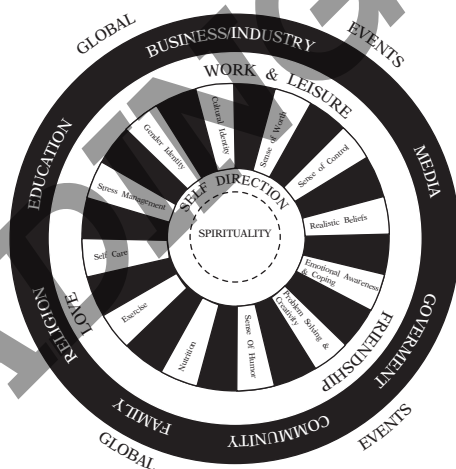 GLOBAL
EVENTS
BUSINESS/INDUSTRY
MEDIA
GOVERMENT
COMMUNITY
FAMILY
RELIGION
EDUCATION
WORK & LEISURE
FRIENDSHIP
LOVE
SELF DIRECTION
SPIRITUALITY
Sense of Worth
Sense of Control
Realistic Beliefs
Emotional Awareness
& Coping
Problem Solving &
Creativity
Sense Of Humor
Nutrition
Exercise
Self Care
Stress Management
Gender Identity
Cultural Identity
GLOBAL
EVENTS
ADING